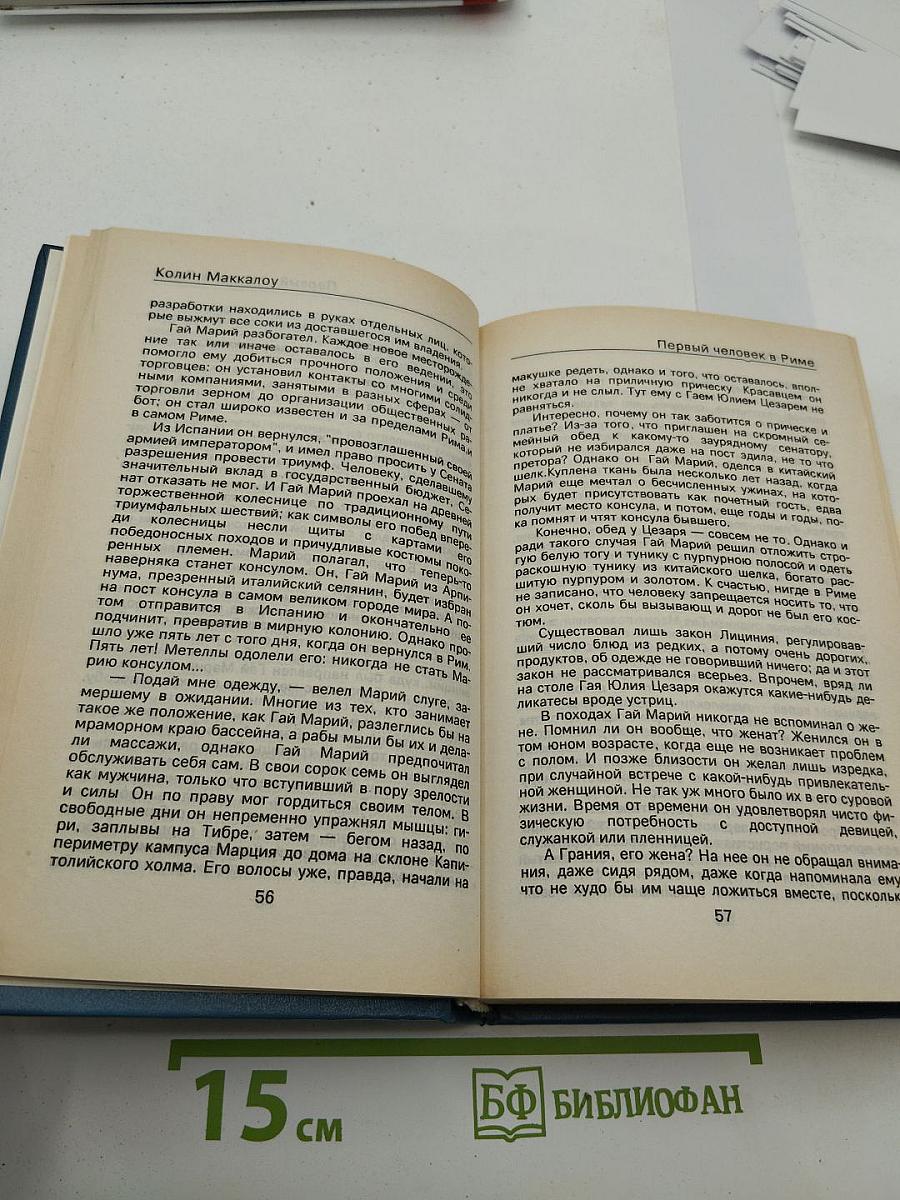 Колин Маккалоу
разработки находились в руках отдельных лиц, кото-
рые выжмут все соки из доставшегося им владения.
Гай Марий разбогател. Каждое новое месторожде-
ние так или иначе оставалось в его ведении, это
помогло ему добиться прочного положения и среди
торговцев: он установил контакты со многими солид-
ными компаниями, занятыми в разных сферах — от
торговли зерном до организации общественных ра-
бот; он стал широко известен и за пределами Рима, и
в самом Риме.
Из Испании он вернулся, "провозглашенный своей
армией императором", и имел право просить у Сената
разрешения провести триумф. Человеку, сделавшему
значительный вклад в государственный бюджет, Се-
нат отказать не мог. И Гай Марий проехал на древней
торжественной колеснице по традиционному пути
триумфальных шествий; как символы его побед впере-
ди колесницы несли щиты с картами его
победоносных походов и причудливые костюмы поко-
ренных племен. Марий полагал, что теперь-то
наверняка станет консулом. Он, Гай Марий из Арпи-
нума, презренный италийский селянин, будет избран
на пост консула в самом великом городе мира. А по-
том отправится в Испанию и окончательно ее
подчинит, превратив в мирную колонию. Однако про-
шло уже пять лет с того дня, когда он вернулся в Рим.
Пять лет! Метеллы одолели его: никогда не стать Ма-
рию консулом...
— Подай мне одежду, — велел Марий слуге, за-
мершему в ожидании. Многие из тех, кто занимает
такое же положение, как Гай Марий, разлеглись бы на
мраморном краю бассейна, а рабы мыли бы их и дела-
ли массажи, однако Гай Марий предпочитал
обслуживать себя сам. В свои сорок семь он выглядел
как мужчина, только что вступивший в пору зрелости
и силы Он по праву мог гордиться своим телом. В
свободные дни он непременно упражнял мышцы: ги-
ри, заплывы на Тибре, затем — бегом назад, по
периметру кампуса Марция до дома на склоне Капи-
толийского холма. Его волосы уже, правда, начали на
56
Первый человек в Риме
макушке редеть, однако и того, что оставалось, впол-
не хватало на приличную прическу Красавцем он
никогда и не слыл. Тут ему с Гаем Юлием Цезарем не
равняться.
Интересно, почему он так заботится о прическе и
платье? Из-за того, что приглашен на скромный се-
мейный обед к какому-то заурядному сенатору,
который не избирался даже на пост эдила, не то что
претора? Однако он Гай Марий, оделся в китайский
шелк.Куплена ткань была несколько лет назад, когда
Марий еще мечтал о бесчисленных ужинах, на кото-
рых будет присутствовать как почетный гость, едва
получит место консула, и потом, еще годы и годы, по-
ка помнят и чтят консула бывшего.
Конечно, обед у Цезаря — совсем не то. Однако и
ради такого случая Гай Марий решил отложить стро-
гую белую тогу и тунику с пурпурною полосой и одеть
раскошную тунику из китайского шелка, богато рас-
шитую пурпуром и золотом. К счастью, нигде в Риме
не записано, что человеку запрещается носить то, что
он хочет, сколь бы вызывающ и дорог не был его кос-
тюм.
Существовал лишь закон Лициния, регулировав-
ший число блюд из редких, а потому очень дорогих,
продуктов, об одежде не говоривший ничего; да и этот
закон не рассматривался всерьез. Впрочем, вряд ли
на столе Гая Юлия Цезаря окажутся какие-нибудь де-
ликатесы вроде устриц.
В походах Гай Марий никогда не вспоминал о же-
не. Помнил ли он вообще, что женат? Женился он в
том юном возрасте, когда еще не возникает проблем
с полом. И позже близости он желал лишь изредка,
при случайной встрече с какой-нибудь привлекатель-
ной женщиной. Не так уж много было их в его суровой
жизни. Время от времени он удовлетворял чисто фи-
зическую потребность с доступной девицей,
служанкой или пленницей.
А Грания, его жена? На нее он не обращал внима-
ния, даже сидя рядом, даже когда напоминала ему
что не худо бы им чаще ложиться вместе, поскольк
57
15 см
БФ БИБЛИОФАН